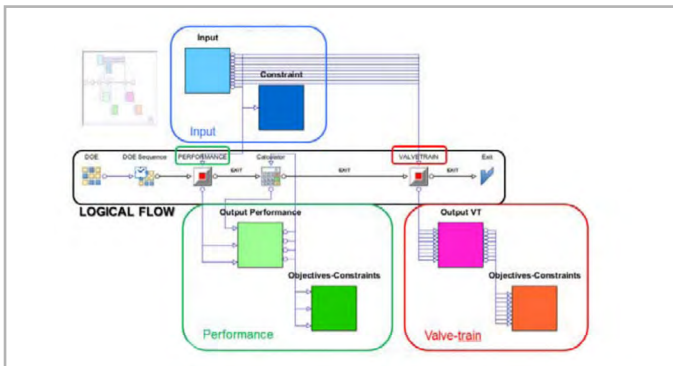 Input
Constraint
Input
DOE
DOE Sequence
PERFORMANCE
Calculator
VALVETRAIN
Exit
EXIT
EXIT
EXIT
LOGICAL FLOW
Output Performance
Output VT
Objectives-Constraints
Objectives-Constraints
Performance
Valve-train